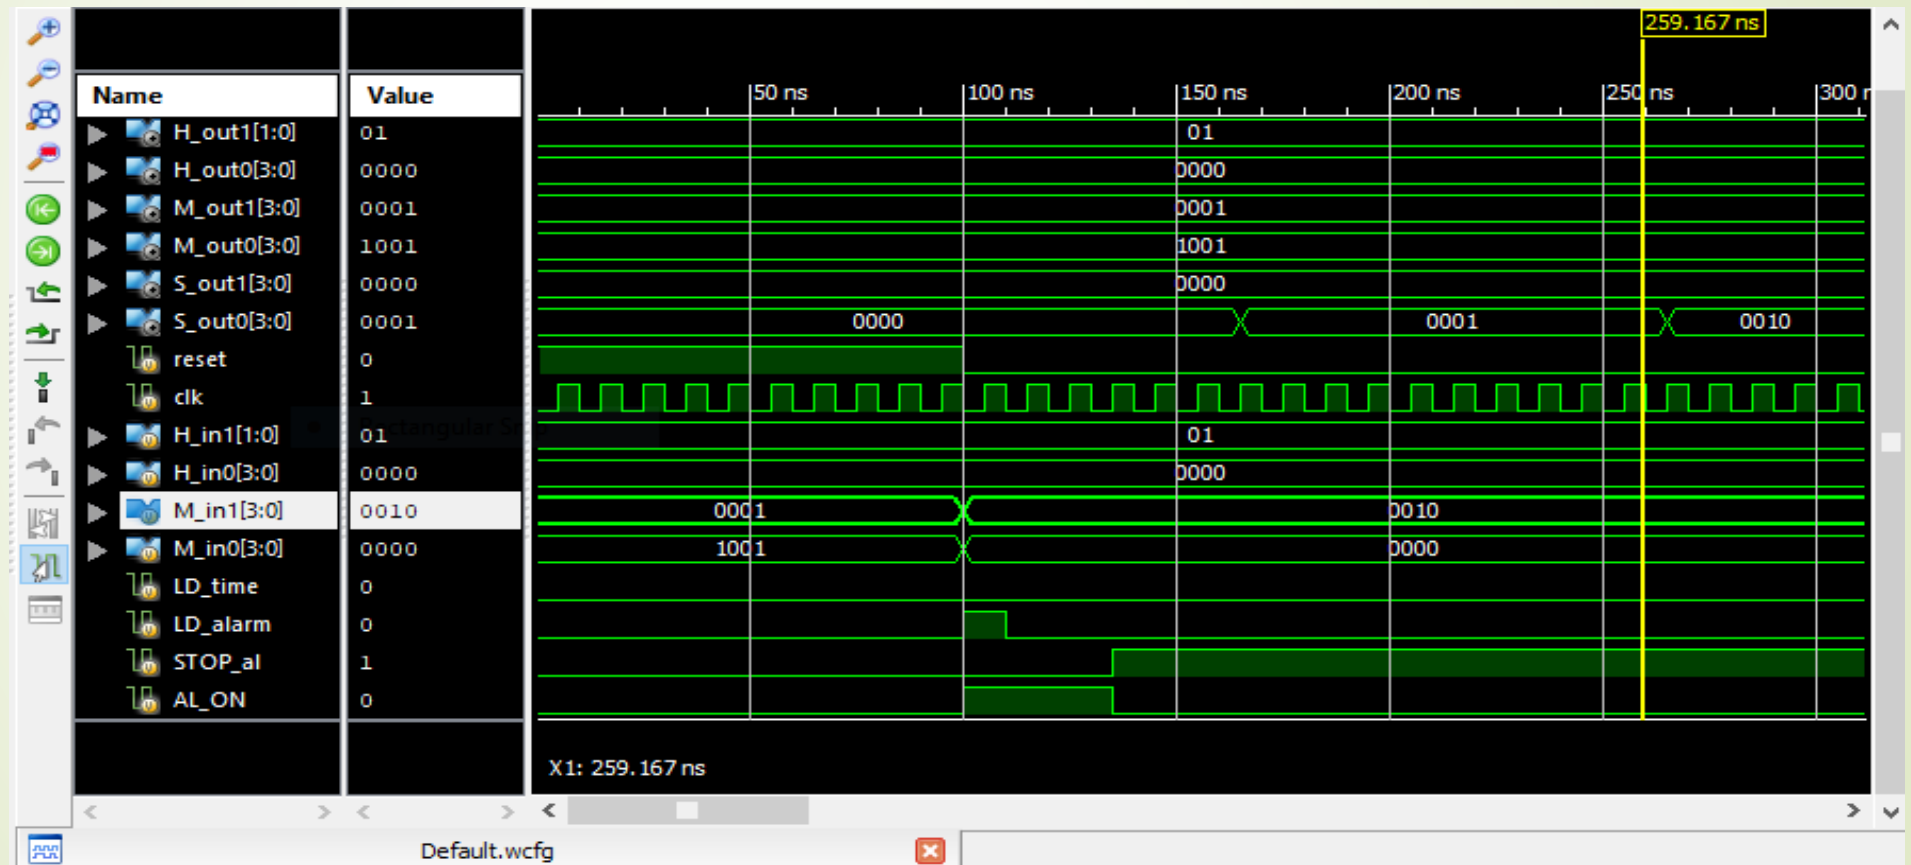 259.167 ns
Name Value 50 ns 100 ns 150 ns 200 ns 250 ns 300 n
H_out1[1:0] 01 01
H_out0[3:0] 0000 0000
M_out1[3:0] 0001 0001
M_out0[3:0] 1001 1001
S_out1[3:0] 0000 0000
S_out0[3:0] 0001 0000 0001 0010
reset 0
clk 1
H_in1[1:0] 01 01
H_in0[3:0] 0000 0000
M_in1[3:0] 0010 0001 0010
M_in0[3:0] 0000 1001 0000
LD_time 0
LD_alarm 0
STOP_al 1
AL_ON 0
X1: 259.167 ns
Default.wcfg